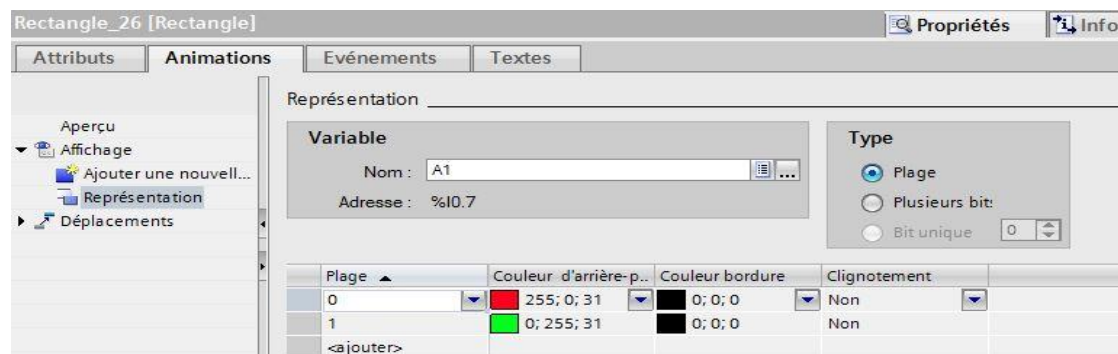 Rectangle_26 [Rectangle]
Propriétés
Info
Attributs
Animations
Evénements
Textes
Représentation
Aperçu
Affichage
Ajouter une nouvell...
Représentation
Déplacements
Variable
Nom : A1
...
Adresse : %I0.7
Type
Plage
Plusieurs bit
Bit unique 0
Plage Couleur d'arrière-p.. Couleur bordure Clignotement
0 255; 0; 31 0; 0; 0 Non
1 0; 255; 31 0; 0; 0 Non
<ajouter>